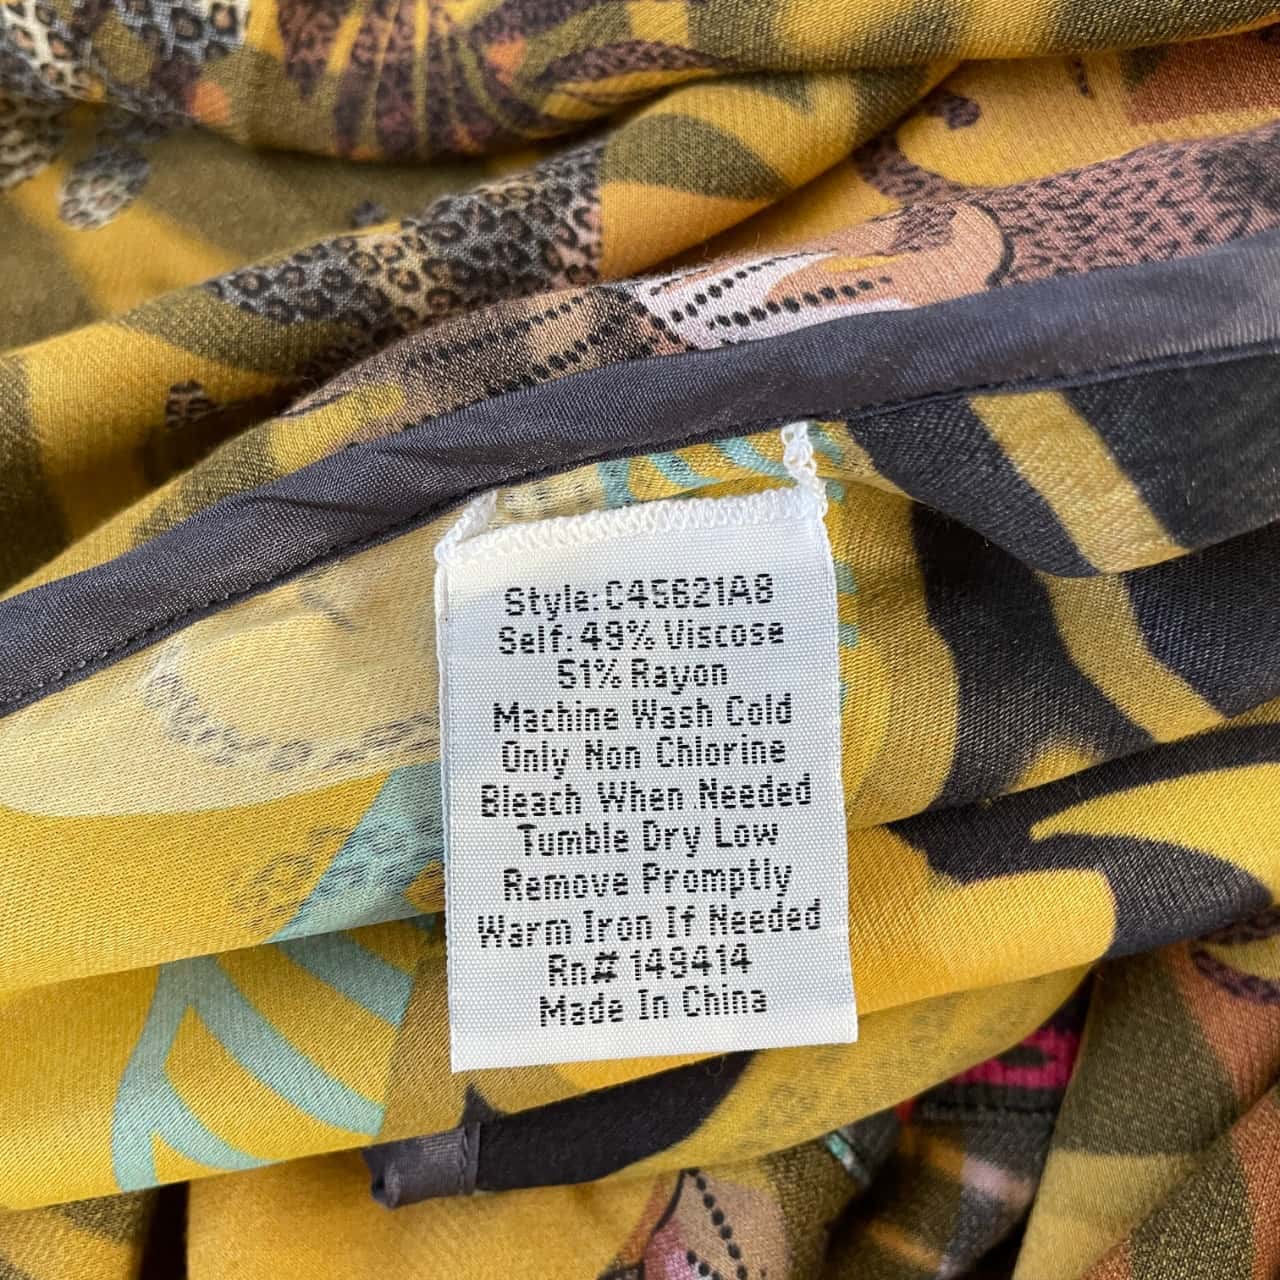 Style: C45621A8
Self: 49% Viscose
51% Rayon
Machine Wash Cold
Only Non Chlorine
Bleach When Needed
Tumble Dry Low
Remove Promptly
Warm Iron If Needed
Rn# 149414
Made In China